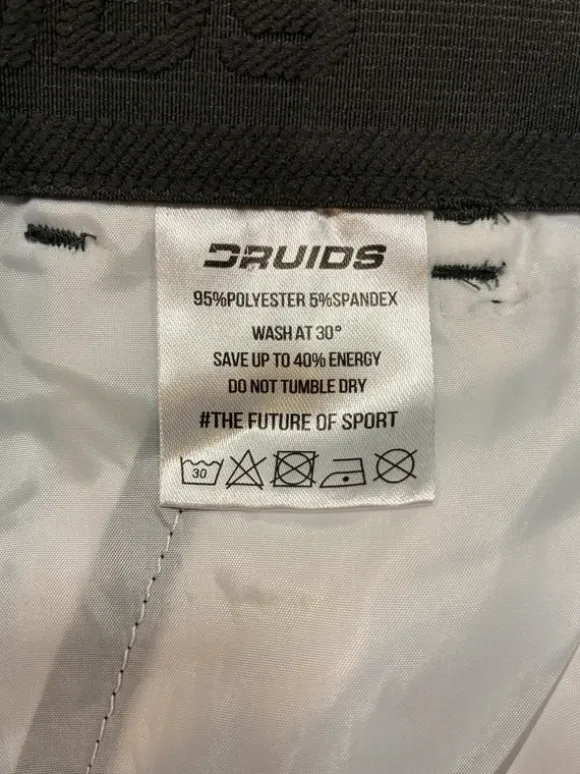 DRUIDS
95%POLYESTER 5%SPANDEX
WASH AT 30°
SAVE UP TO 40% ENERGY
DO NOT TUMBLE DRY
#THE FUTURE OF SPORT
30